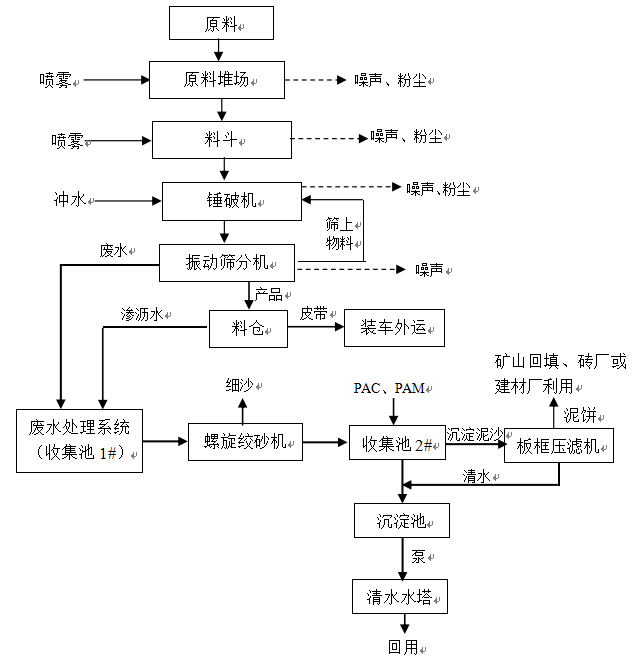 原料
喷雾
原料堆场
噪声、粉尘
喷雾
料斗
噪声、粉尘
冲水
锤破机
噪声、粉尘
筛上
物料
废水
振动筛分机
噪声
产品
渗沥水
料仓
皮带
装车外运
矿山回填、砖厂或
建材厂利用
细沙
PAC、PAM
泥饼
废水处理系统
（收集池 1#）
螺旋绞砂机
收集池 2#
沉淀泥沙
板框压滤机
清水
沉淀池
泵
清水水塔
回用